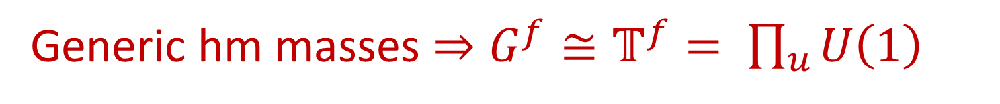 Generic hm masses ⇒ 𝐺^𝑓 ≅ 𝕋^𝑓 = ∏_𝑢 𝑈(1)